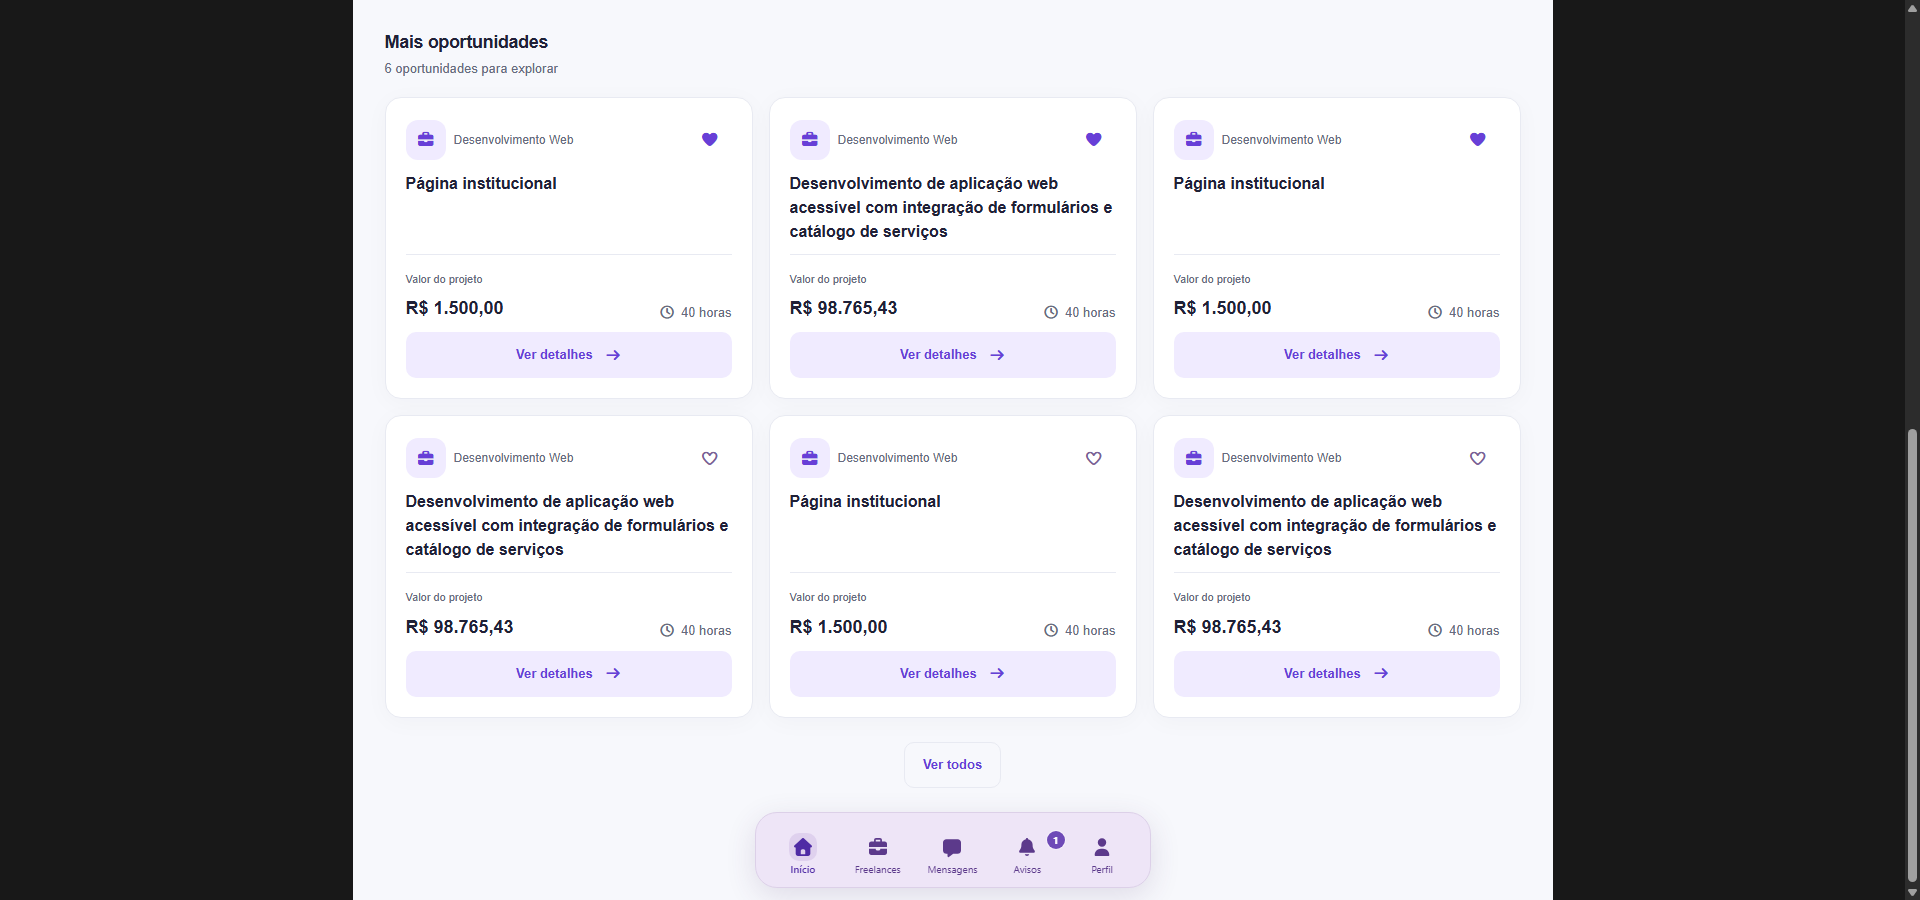 Mais oportunidades
6 oportunidades para explorar
Desenvolvimento Web
Página institucional
Valor do projeto
R$ 1.500,00
40 horas
Ver detalhes
Desenvolvimento Web
Desenvolvimento de aplicação web
acessível com integração de formulários e
catálogo de serviços
Valor do projeto
R$ 98.765,43
40 horas
Ver detalhes
Desenvolvimento Web
Página institucional
Valor do projeto
R$ 1.500,00
40 horas
Ver detalhes
Desenvolvimento Web
Desenvolvimento de aplicação web
acessível com integração de formulários e
catálogo de serviços
Valor do projeto
R$ 98.765,43
40 horas
Ver detalhes
Desenvolvimento Web
Página institucional
Valor do projeto
R$ 1.500,00
40 horas
Ver detalhes
Desenvolvimento Web
Desenvolvimento de aplicação web
acessível com integração de formulários e
catálogo de serviços
Valor do projeto
R$ 98.765,43
40 horas
Ver detalhes
Ver todos
Início
Freelances
Mensagens
1
Avisos
Perfil